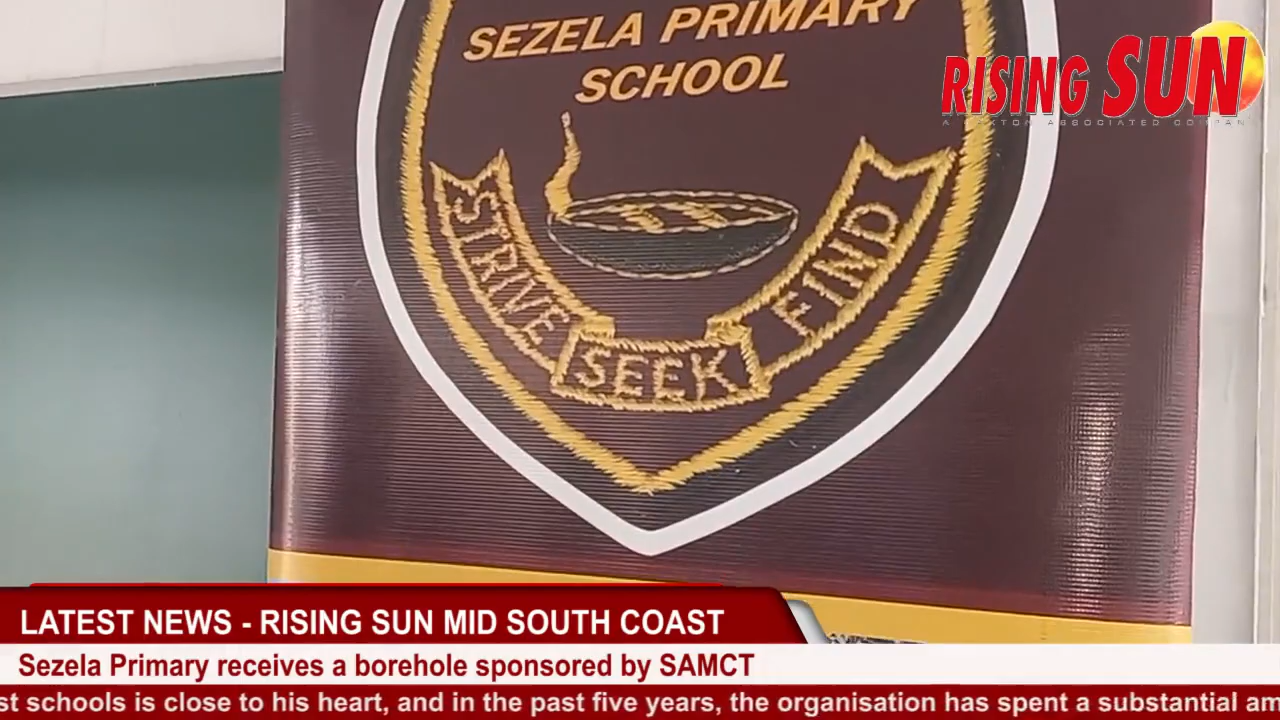 SEZELA PRIMARY
SCHOOL
STRIVE
SEEK
FIND
RISING SUN
LATEST NEWS - RISING SUN MID SOUTH COAST
Sezela Primary receives a borehole sponsored by SAMCT
st schools is close to his heart, and in the past five years, the organisation has spent a substantial am